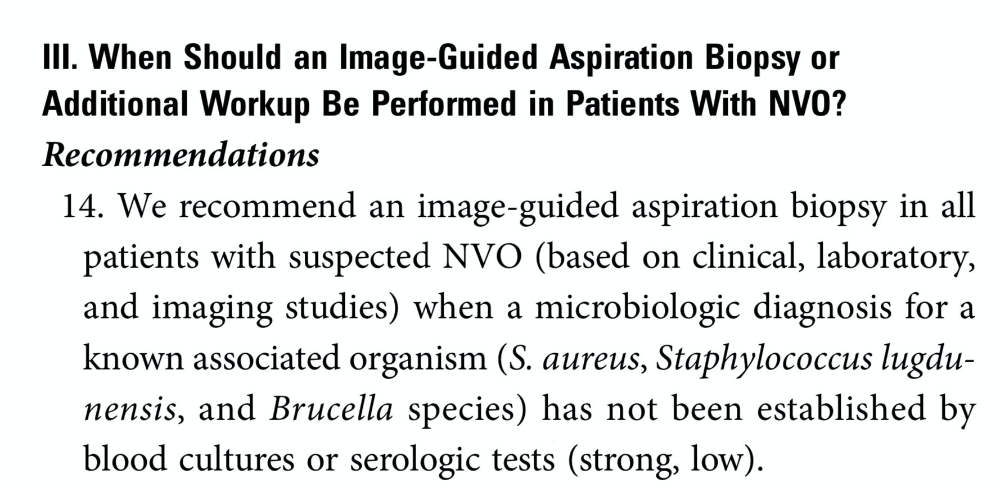 III. When Should an Image-Guided Aspiration Biopsy or
Additional Workup Be Performed in Patients With NVO?
Recommendations
14. We recommend an image-guided aspiration biopsy in all
patients with suspected NVO (based on clinical, laboratory,
and imaging studies) when a microbiologic diagnosis for a
known associated organism (S. aureus, Staphylococcus lugdu-
nensis, and Brucella species) has not been established by
blood cultures or serologic tests (strong, low).